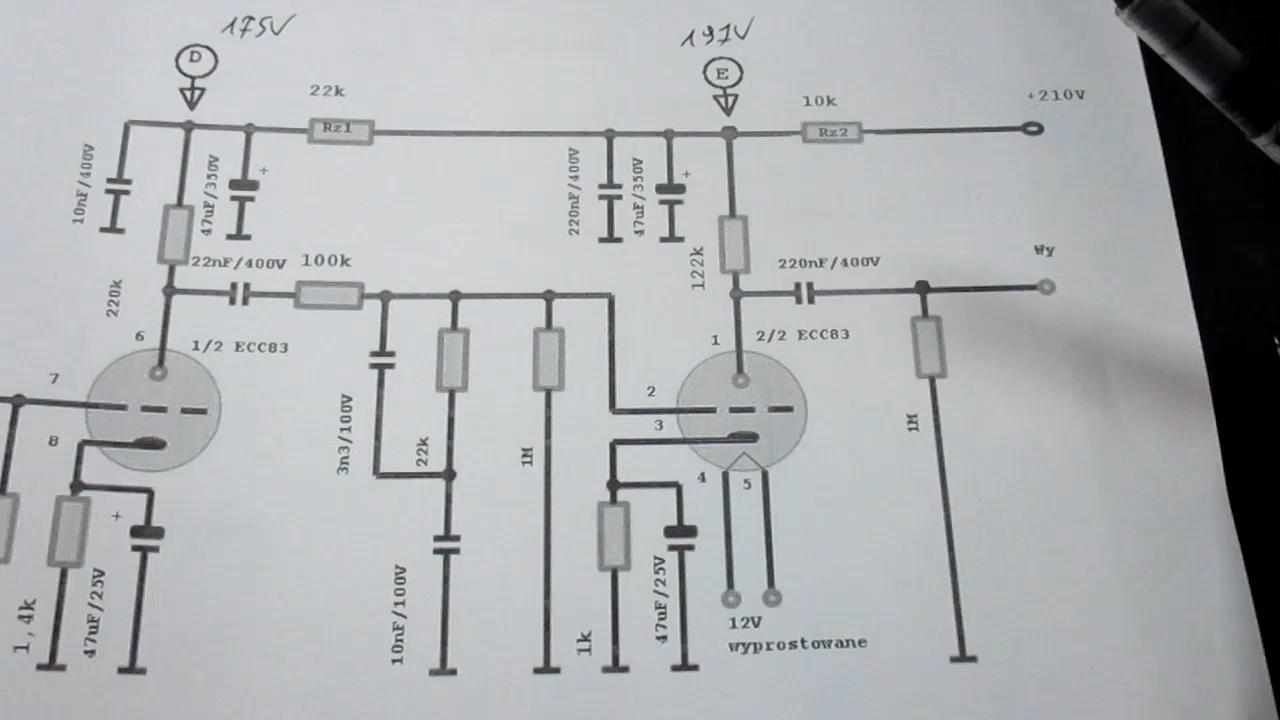 175V
191V
D
E
22k
10k
+210V
Rz1
Rz2
10nF/400V
47uF/350V
+
220nF/400V
47uF/350V
+
22nF/400V
100k
122k
220nF/400V
Wy
220k
6
1/2 ECC83
1
2/2 ECC83
7
2
8
3
3n3/100V
22k
1M
4
5
1M
+
1,4k
47uF/25V
10nF/100V
1k
47uF/25V
12V
wyprostowane